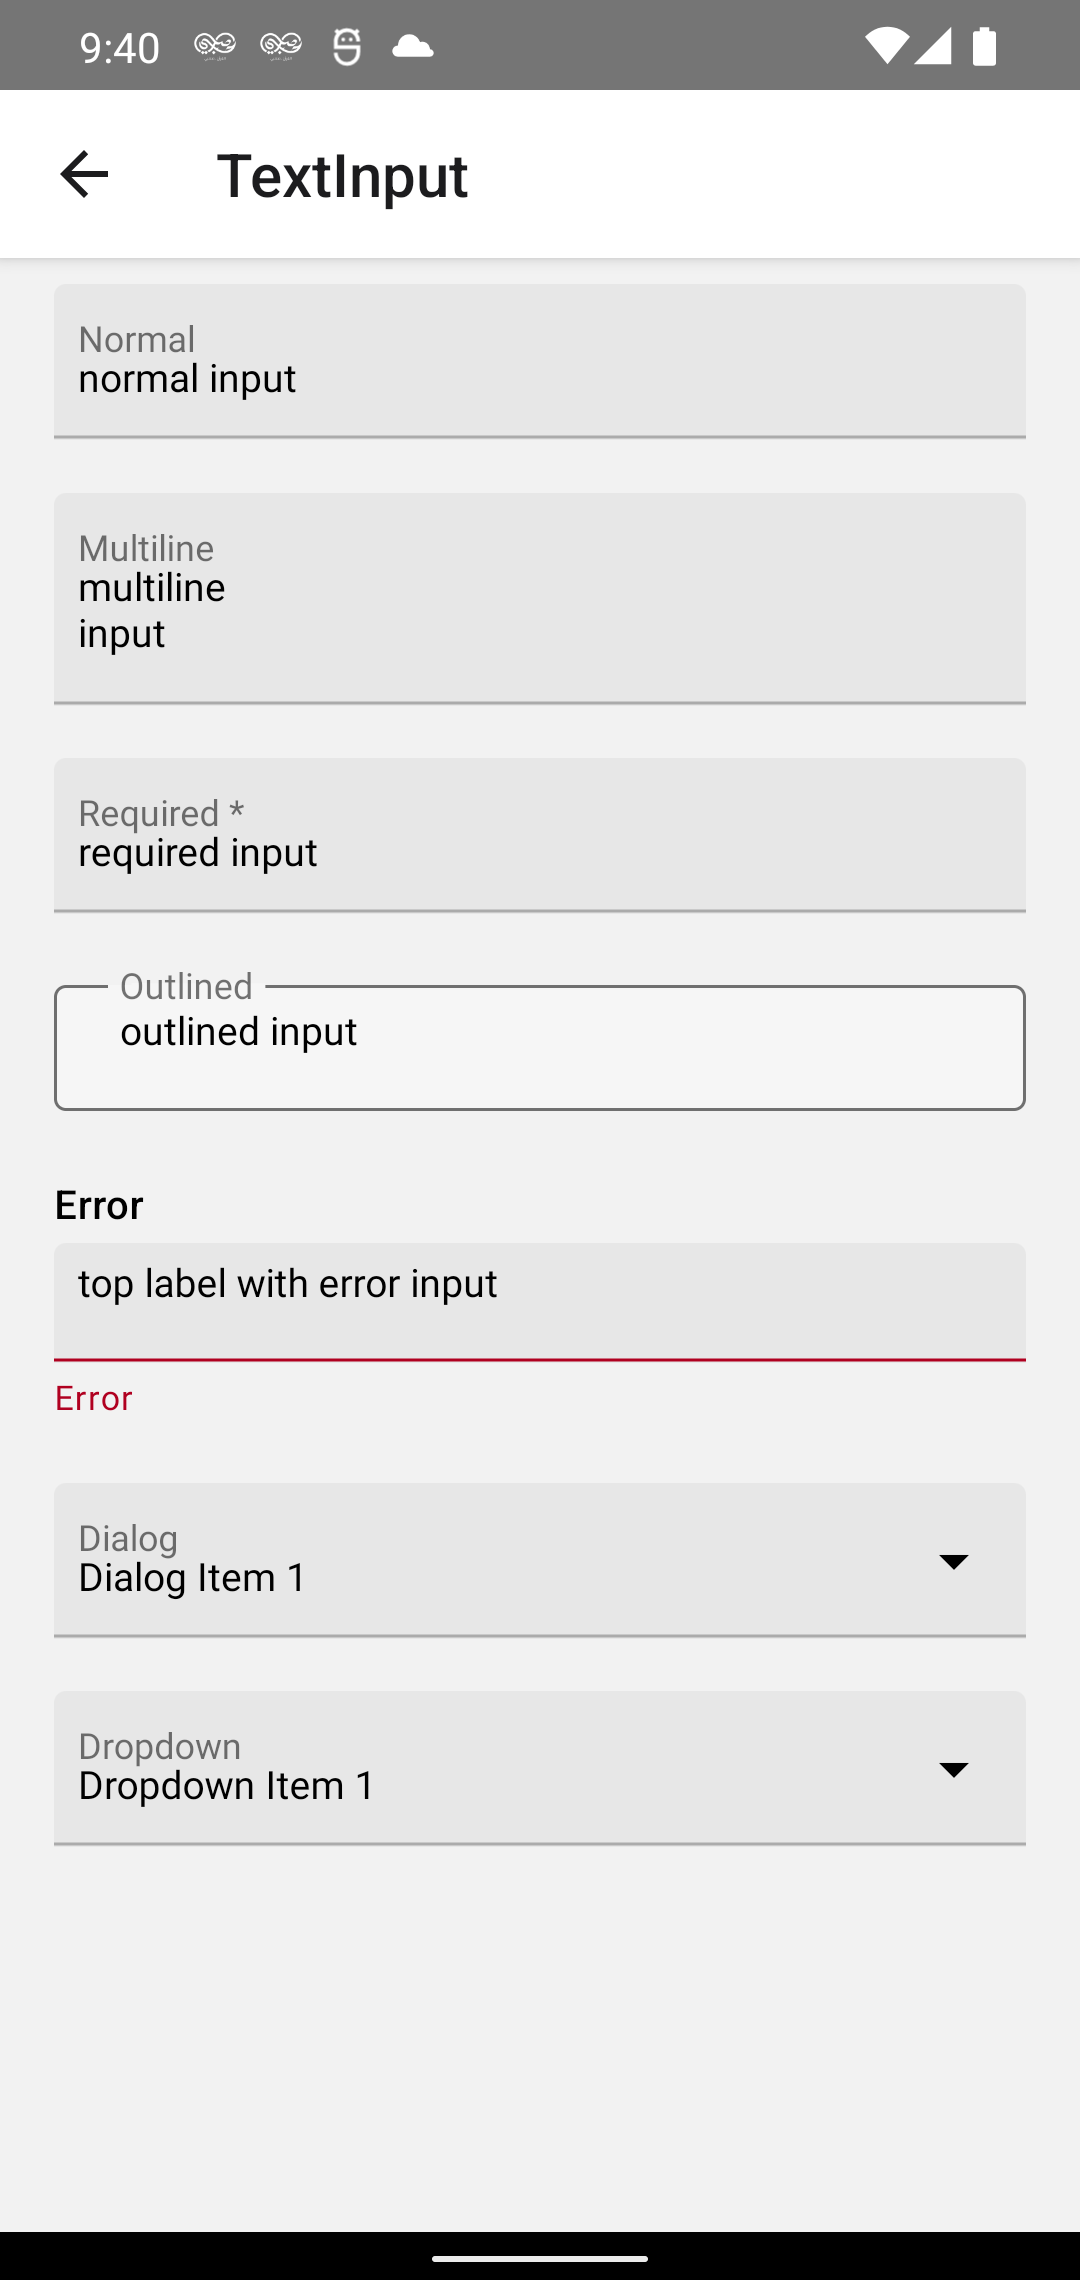 9:40
TextInput
Normal
normal input
Multiline
multiline
input
Required *
required input
Outlined
outlined input
Error
top label with error input
Error
Dialog
Dialog Item 1
Dropdown
Dropdown Item 1